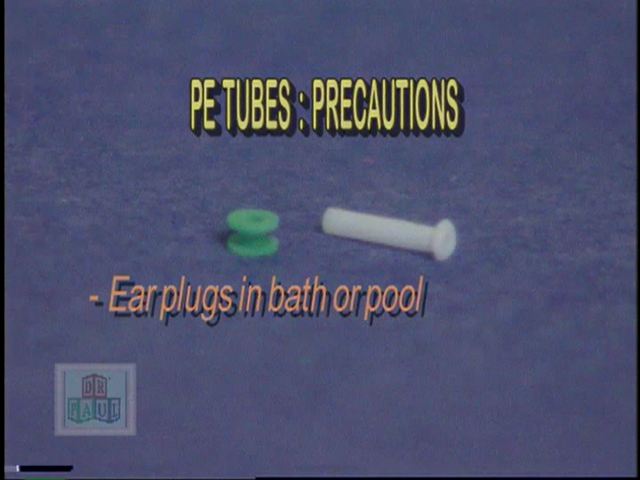 PE TUBES : PRECAUTIONS
- Ear plugs in bath or pool
DR
PAUL